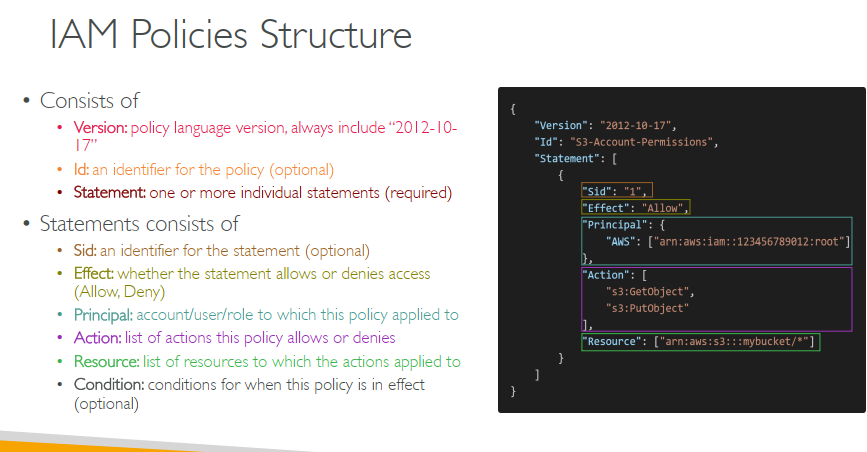 IAM Policies Structure
• Consists of
• Version: policy language version, always include “2012-10-
17”
• Id: an identifier for the policy (optional)
• Statement: one or more individual statements (required)
• Statements consists of
• Sid: an identifier for the statement (optional)
• Effect: whether the statement allows or denies access
(Allow, Deny)
• Principal: account/user/role to which this policy applied to
• Action: list of actions this policy allows or denies
• Resource: list of resources to which the actions applied to
• Condition: conditions for when this policy is in effect
(optional)
{
"Version": "2012-10-17",
"Id": "S3-Account-Permissions",
"Statement": [
{
"Sid": "1",
"Effect": "Allow",
"Principal": {
"AWS": ["arn:aws:iam::123456789012:root"]
},
"Action": [
"s3:GetObject",
"s3:PutObject"
],
"Resource": ["arn:aws:s3:::mybucket/*"]
}
]
}